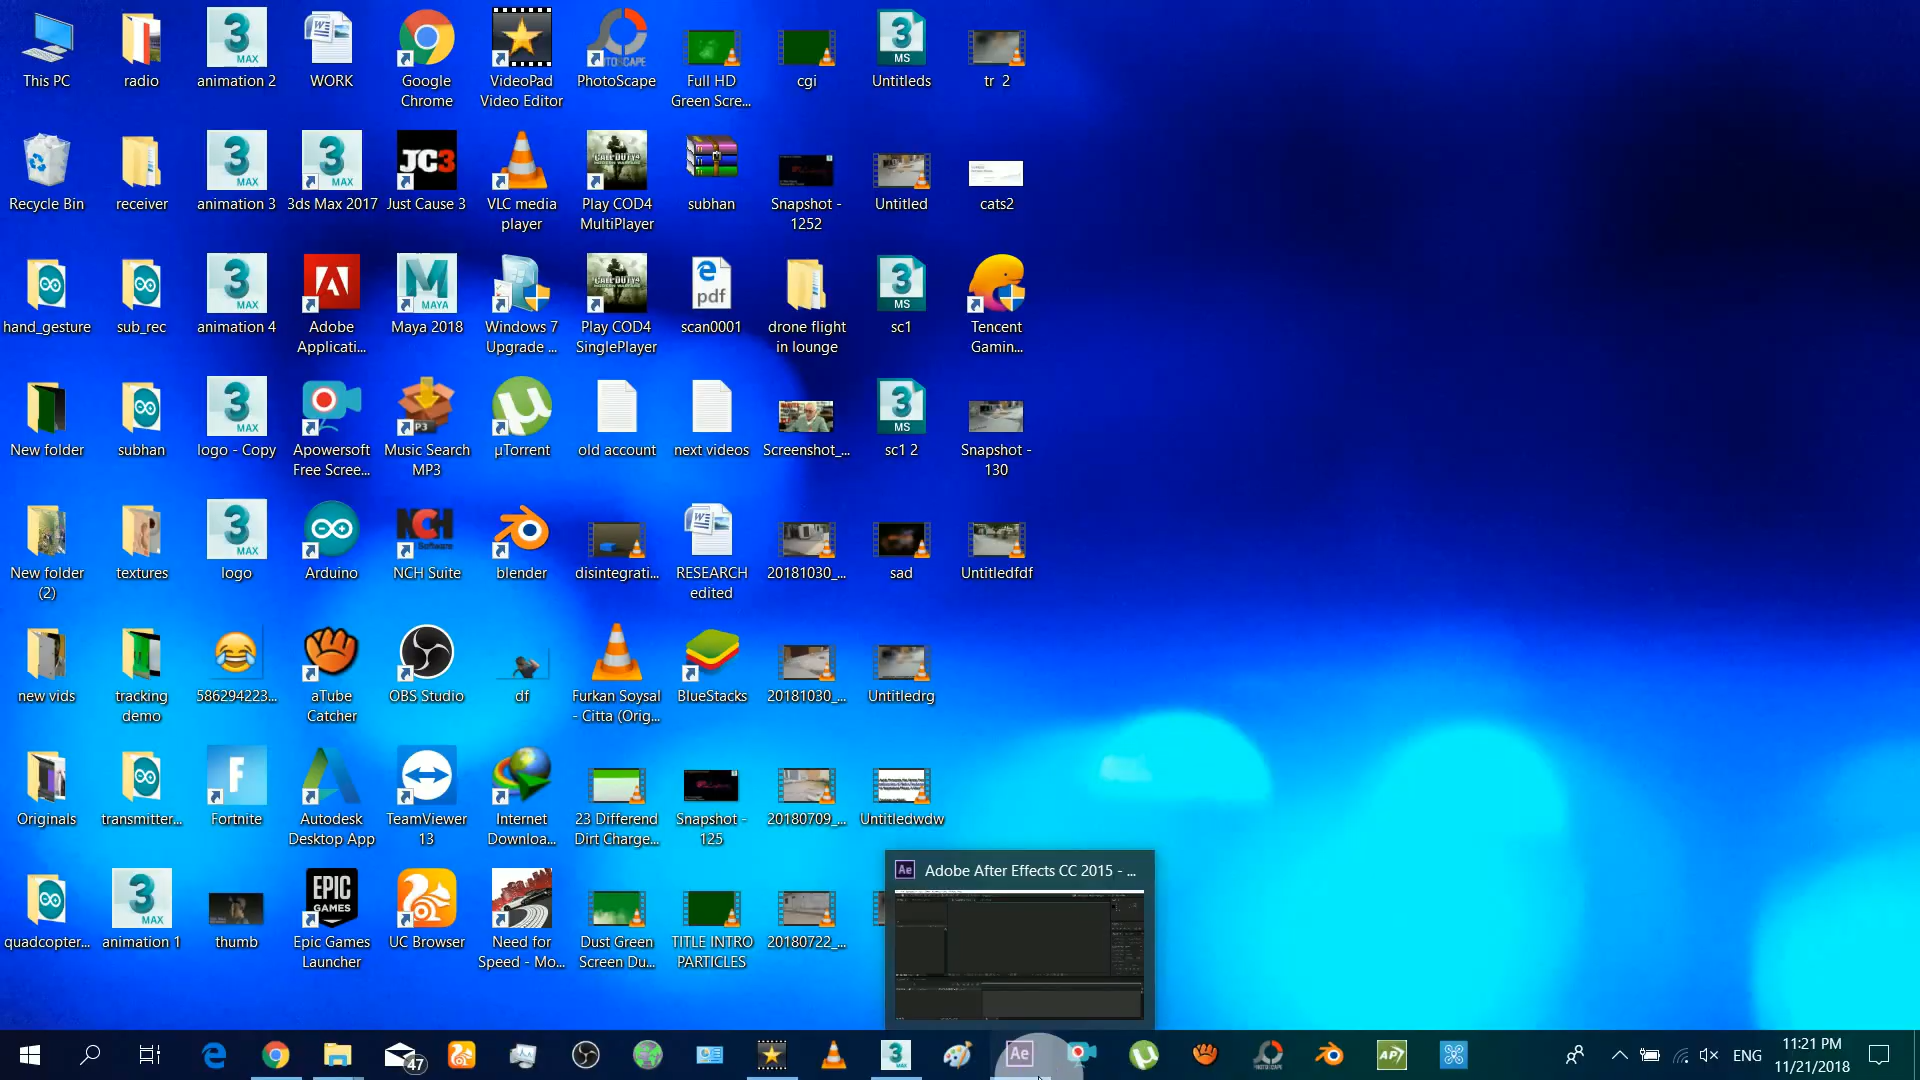 This PC
radio
animation 2
WORK
Google
Chrome
VideoPad
Video Editor
PhotoScape
Full HD
Green Scre...
cgi
Untitleds
tr 2
Recycle Bin
receiver
animation 3
3ds Max 2017
Just Cause 3
VLC media
player
Play COD4
MultiPlayer
subhan
Snapshot -
1252
Untitled
cats2
hand_gesture
sub_rec
animation 4
Adobe
Applicati...
Maya 2018
Windows 7
Upgrade ...
Play COD4
SinglePlayer
scan0001
drone flight
in lounge
sc1
Tencent
Gamin...
New folder
subhan
logo - Copy
Apowersoft
Free Scree...
Music Search
MP3
µTorrent
old account
next videos
Screenshot_...
sc1 2
Snapshot -
130
New folder
(2)
textures
logo
Arduino
NCH Suite
blender
disintegrati...
RESEARCH
edited
20181030_...
sad
Untitledfdf
new vids
tracking
demo
586294223...
aTube
Catcher
OBS Studio
df
Furkan Soysal
- Citta (Orig...
BlueStacks
20181030_...
Untitledrg
Originals
transmitter...
Fortnite
Autodesk
Desktop App
TeamViewer
13
Internet
Downloa...
23 Differend
Dirt Charge...
Snapshot -
125
20180709_...
Untitledwdw
quadcopter...
animation 1
thumb
Epic Games
Launcher
UC Browser
Need for
Speed - Mo...
Dust Green
Screen Du...
TITLE INTRO
PARTICLES
20180722_...
Ae Adobe After Effects CC 2015 - ...
47
Ae
ENG
11:21 PM
11/21/2018